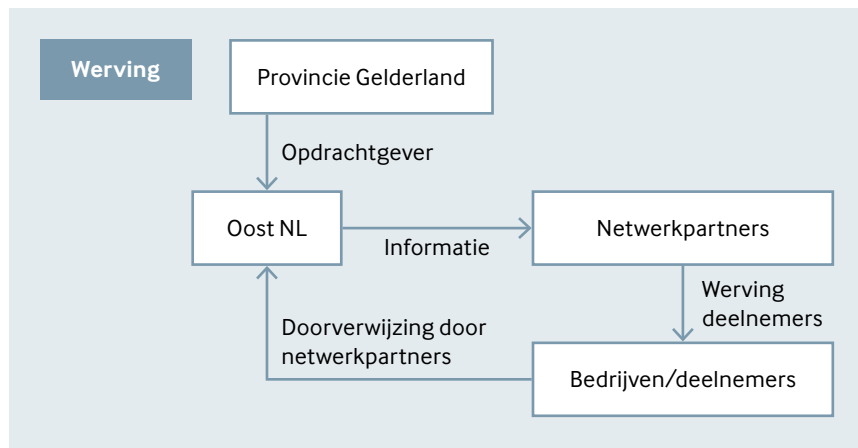 Werving
Provincie Gelderland
Opdrachtgever
Oost NL
Informatie
Netwerkpartners
Werving
deelnemers
Doorverwijzing door
netwerkpartners
Bedrijven/deelnemers